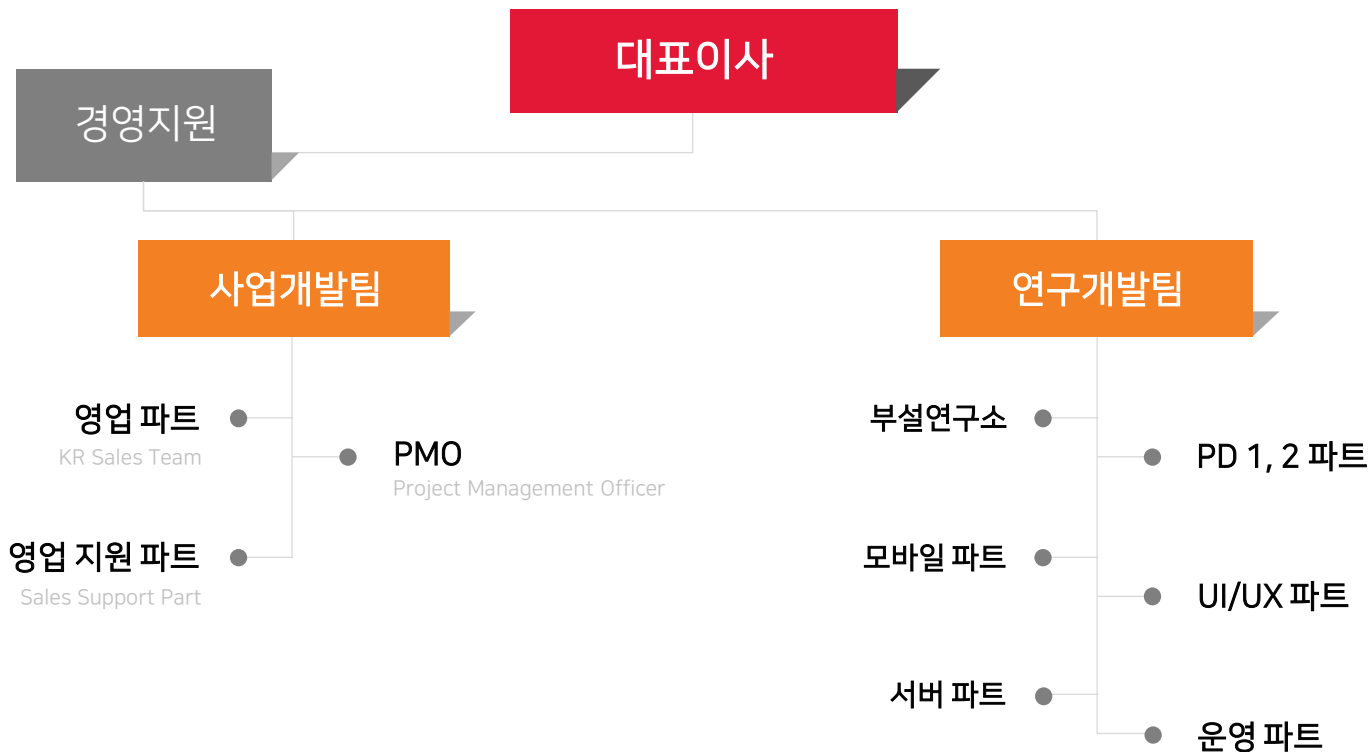 대표이사
경영지원
사업개발팀
연구개발팀
영업 파트
KR Sales Team
PMO
Project Management Officer
영업 지원 파트
Sales Support Part
부설연구소
PD 1, 2 파트
모바일 파트
UI/UX 파트
서버 파트
운영 파트